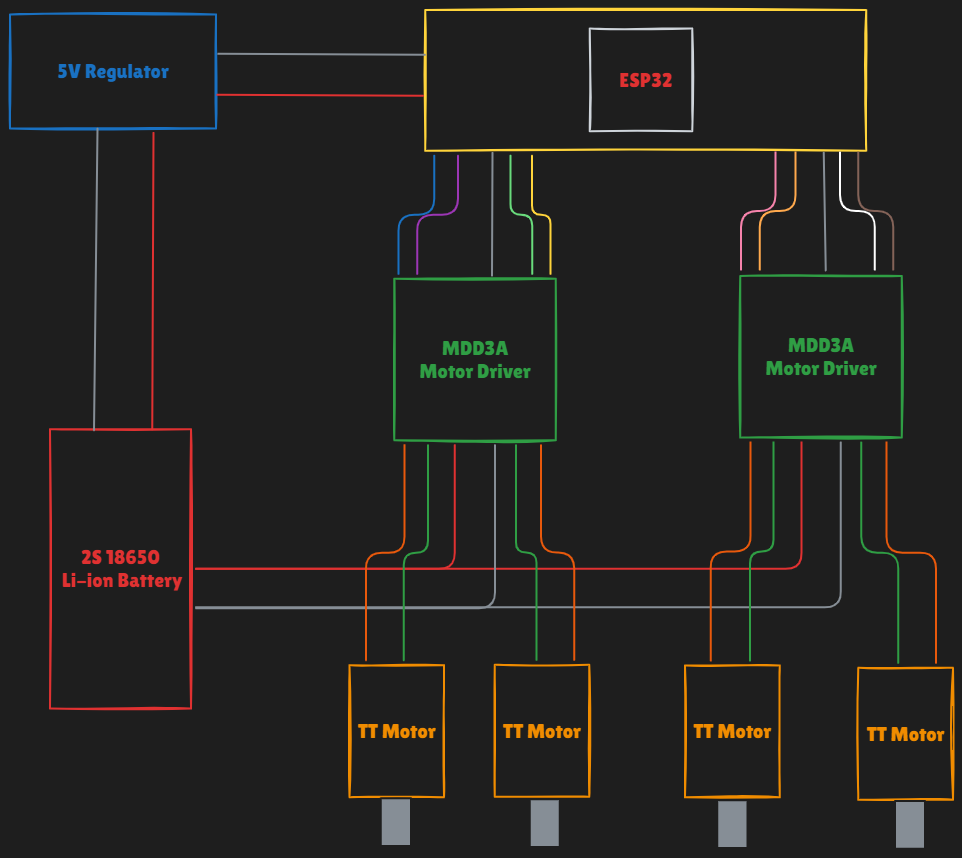 5V Regulator
ESP32
MDD3A
Motor Driver
MDD3A
Motor Driver
2S 18650
Li-ion Battery
TT Motor
TT Motor
TT Motor
TT Motor